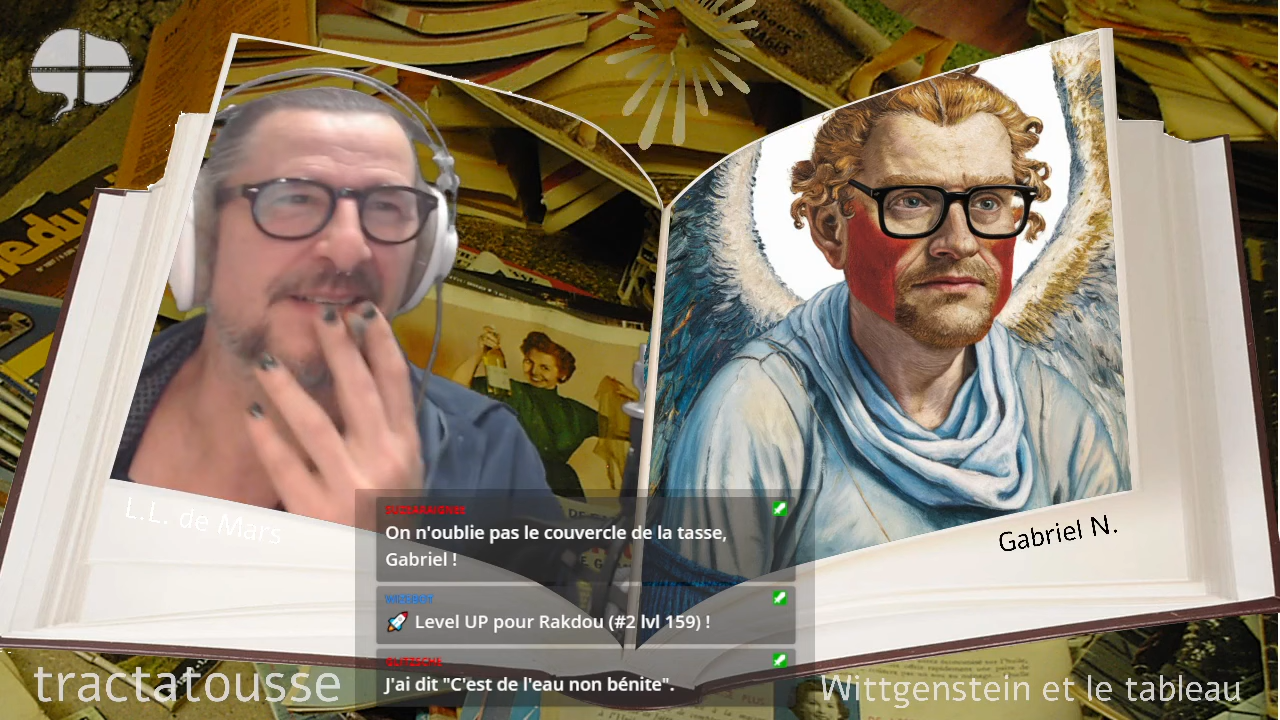 L.L. de Mars
Gabriel N.
On n'oublie pas le couvercle de la tasse,
Gabriel !
🚀 Level UP pour Rakdou (#2 lvl 159) !
J'ai dit "C'est de l'eau non bénite".
tractatousse
Wittgenstein et le tableau